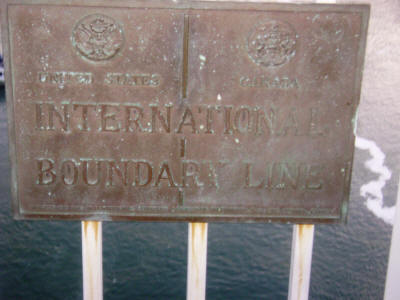 UNITED STATES CANADA
INTERNATIONAL
BOUNDARY LINE